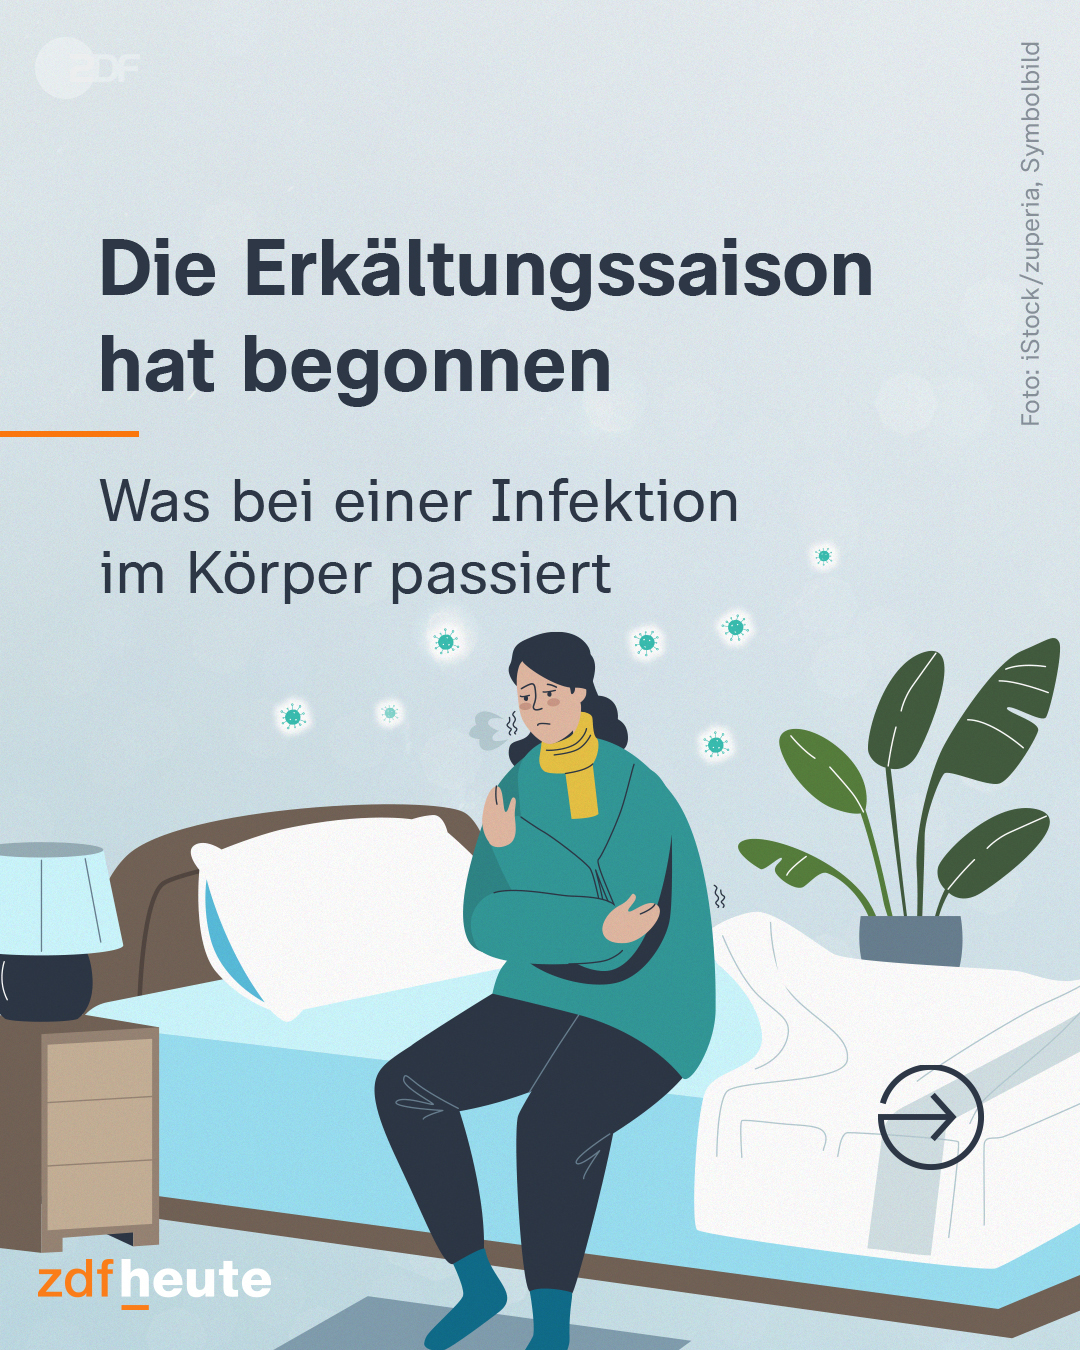 ZDF
Foto: iStock/zuperia, Symbolbild
Die Erkältungssaison
hat begonnen
Was bei einer Infektion
im Körper passiert
zdfheute